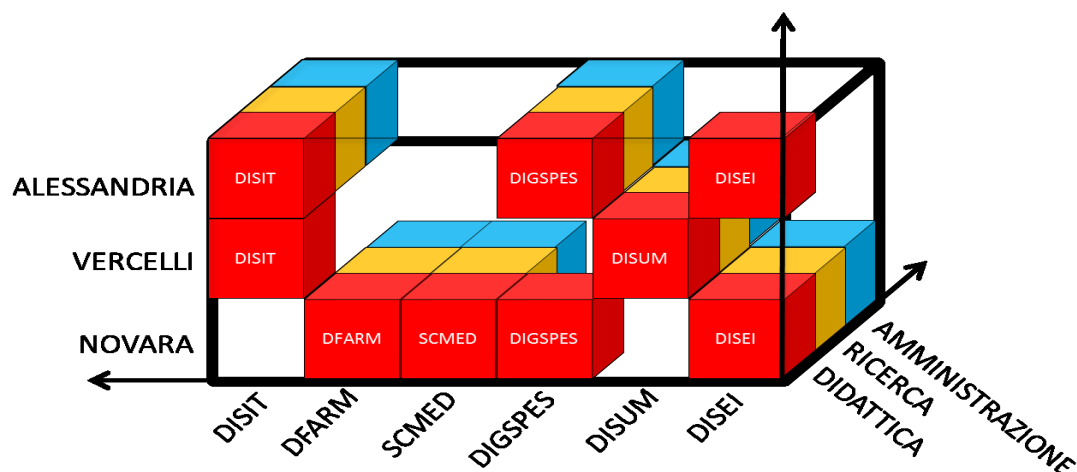 ALESSANDRIA
DISIT
DIGSPES
DISEI
VERCELLI
DISIT
DISUM
NOVARA
DFARM
SCMED
DIGSPES
DISEI
AMMINISTRAZIONE
RICERCA
DIDATTICA
DISIT
DFARM
SCMED
DIGSPES
DISUM
DISEI